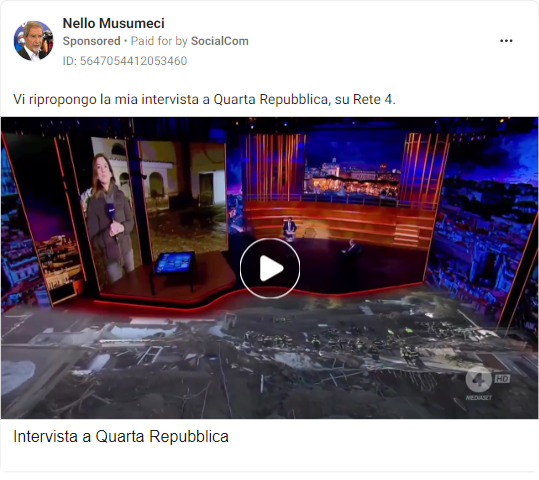 Nello Musumeci
Sponsored • Paid for by SocialCom
ID: 5647054412053460
Vi ripropongo la mia intervista a Quarta Repubblica, su Rete 4.
4 HD
MEDIASET
Intervista a Quarta Repubblica